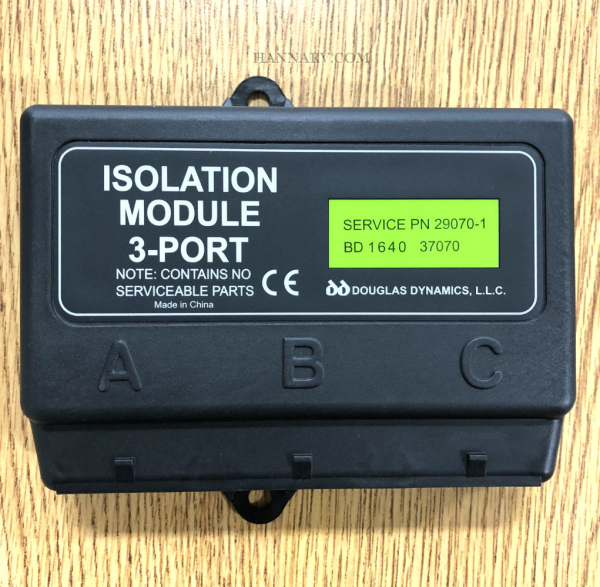 HANNARV.COM
ISOLATION
MODULE
3-PORT
NOTE: CONTAINS NO
SERVICEABLE PARTS
Made in China
CE
SERVICE PN 29070-1
BD 1640 37070
DOUGLAS DYNAMICS, L.L.C.
A B C